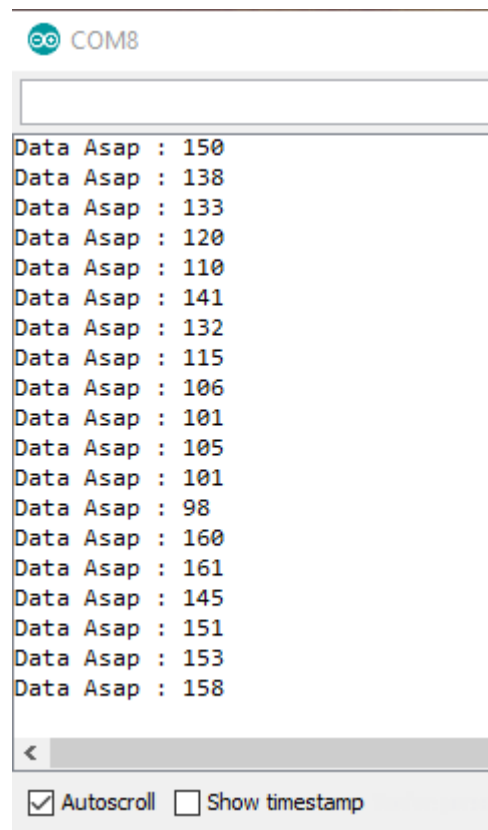 COM8
Data Asap : 150
Data Asap : 138
Data Asap : 133
Data Asap : 120
Data Asap : 110
Data Asap : 141
Data Asap : 132
Data Asap : 115
Data Asap : 106
Data Asap : 101
Data Asap : 105
Data Asap : 101
Data Asap : 98
Data Asap : 160
Data Asap : 161
Data Asap : 145
Data Asap : 151
Data Asap : 153
Data Asap : 158
Autoscroll Show timestamp